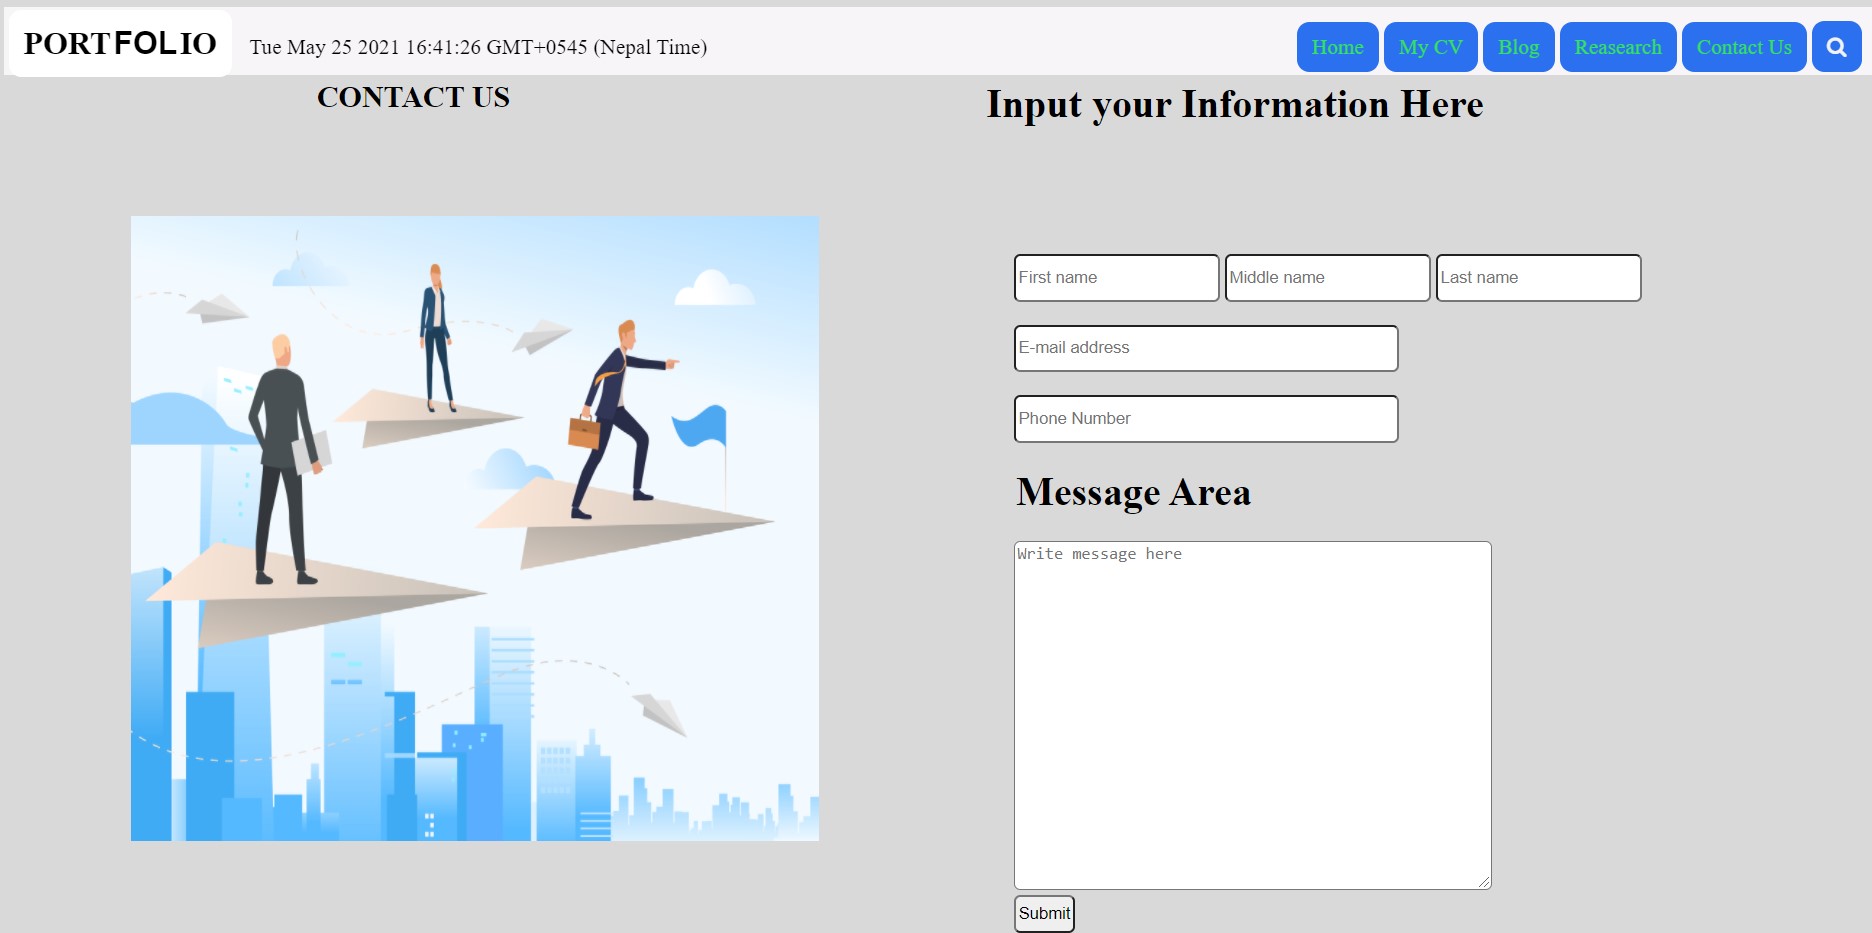 PORTFOLIO
Tue May 25 2021 16:41:26 GMT+0545 (Nepal Time)
Home
My CV
Blog
Reasearch
Contact Us
CONTACT US
Input your Information Here
First name
Middle name
Last name
E-mail address
Phone Number
Message Area
Write message here
Submit